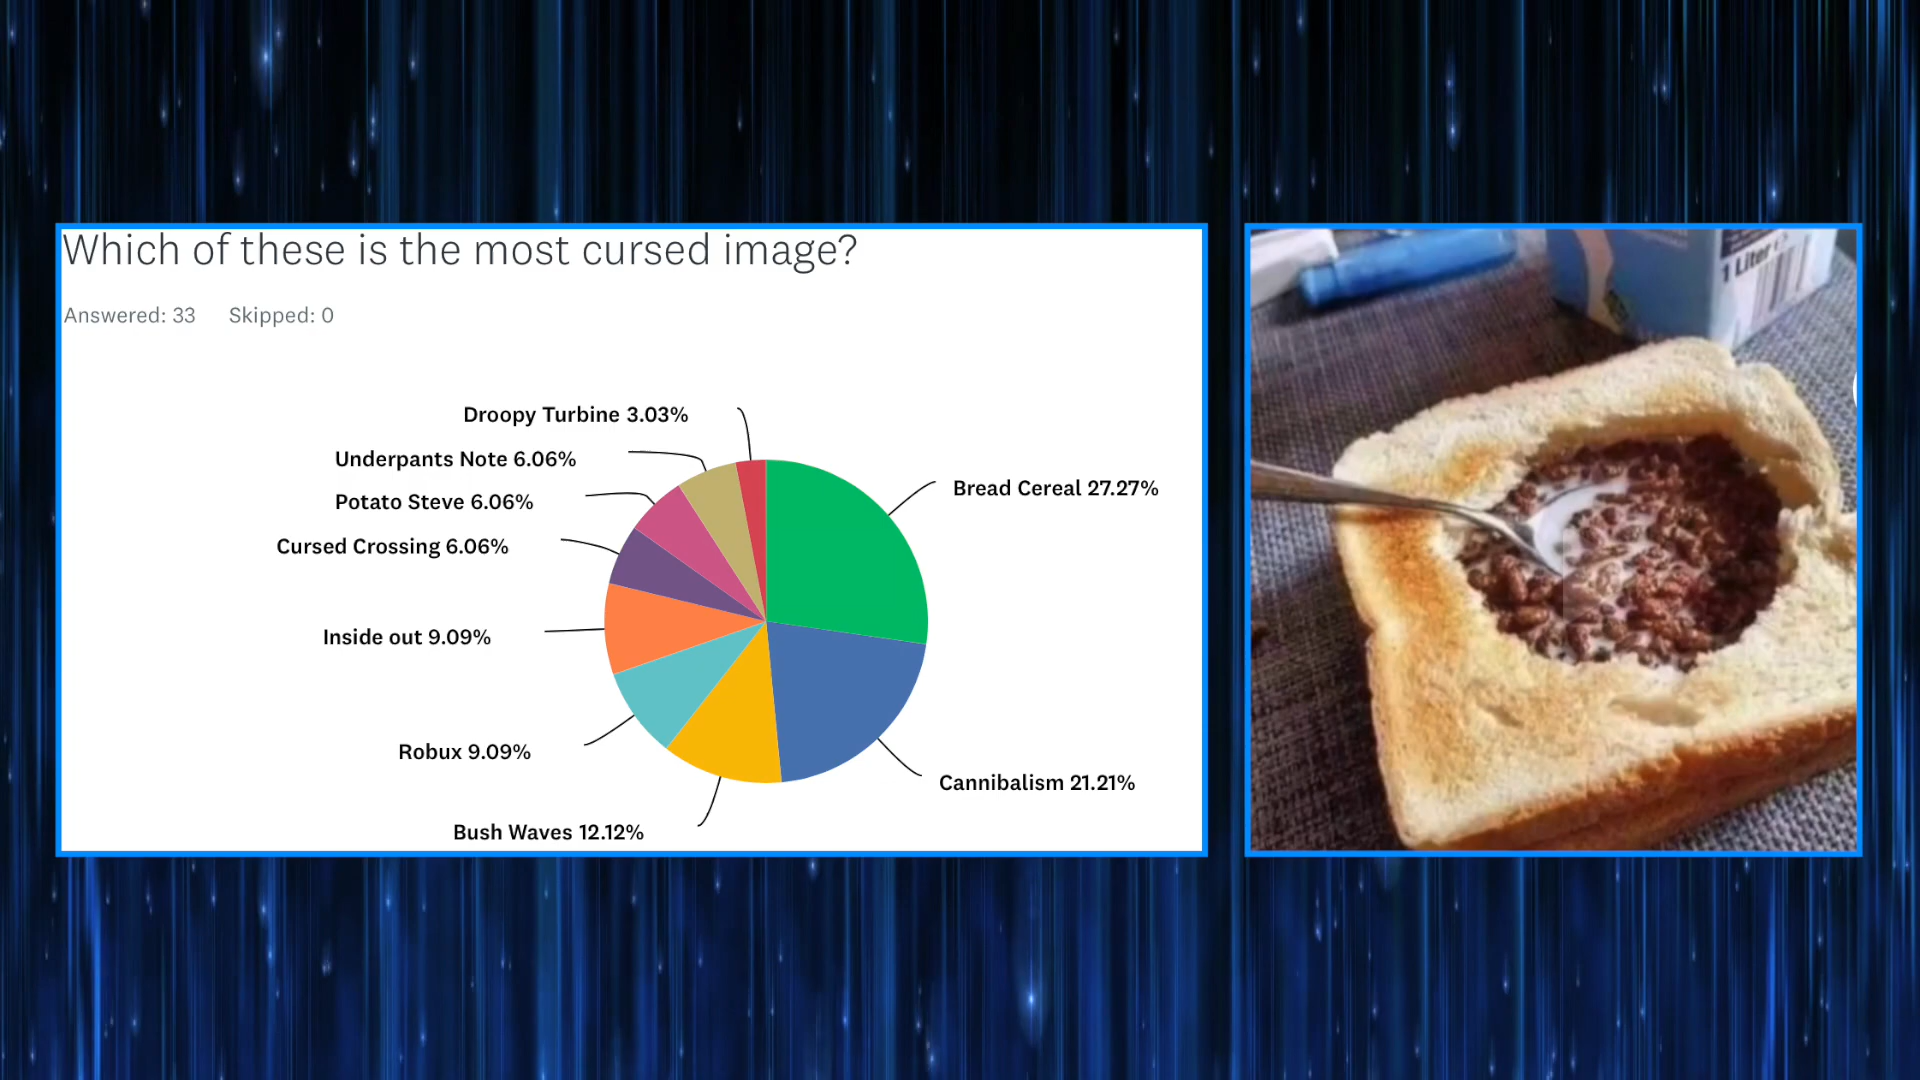 Which of these is the most cursed image?
Answered: 33 Skipped: 0
Droopy Turbine 3.03%
Underpants Note 6.06%
Potato Steve 6.06%
Cursed Crossing 6.06%
Inside out 9.09%
Robux 9.09%
Bush Waves 12.12%
Bread Cereal 27.27%
Cannibalism 21.21%
1 Liter